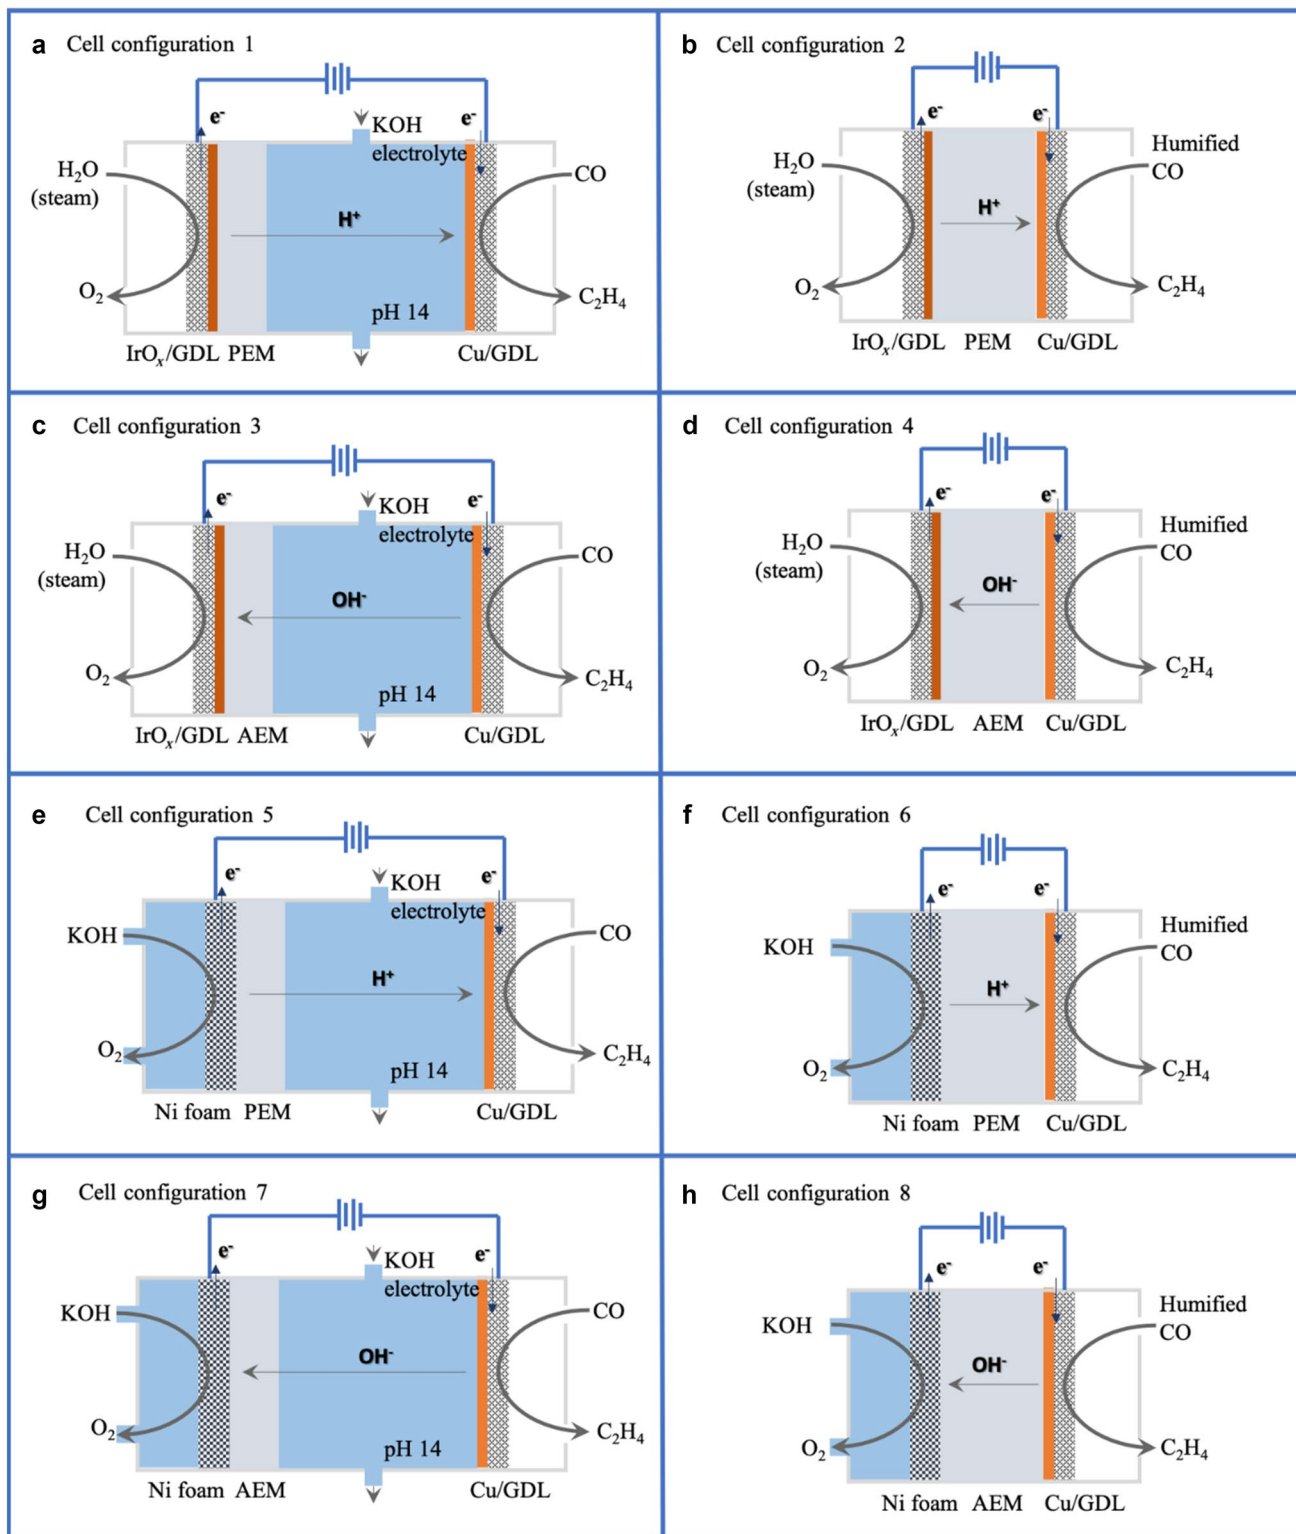 a Cell configuration 1
e⁻
KOH
electrolyte
e⁻
H₂O
(steam)
CO
H⁺
O₂
pH 14
C₂H₄
IrOₓ/GDL PEM
Cu/GDL
b Cell configuration 2
e⁻
e⁻
H₂O
(steam)
Humified
CO
H⁺
O₂
C₂H₄
IrOₓ/GDL PEM Cu/GDL
c Cell configuration 3
e⁻
KOH
electrolyte
e⁻
H₂O
(steam)
CO
OH⁻
O₂
pH 14
C₂H₄
IrOₓ/GDL AEM
Cu/GDL
d Cell configuration 4
e⁻
e⁻
H₂O
(steam)
Humified
CO
OH⁻
O₂
C₂H₄
IrOₓ/GDL AEM Cu/GDL
e Cell configuration 5
e⁻
KOH
electrolyte
e⁻
KOH
CO
H⁺
O₂
pH 14
C₂H₄
Ni foam PEM
Cu/GDL
f Cell configuration 6
e⁻
e⁻
KOH
Humified
CO
H⁺
O₂
C₂H₄
Ni foam PEM Cu/GDL
g Cell configuration 7
e⁻
KOH
electrolyte
e⁻
KOH
CO
OH⁻
O₂
pH 14
C₂H₄
Ni foam AEM
Cu/GDL
h Cell configuration 8
e⁻
e⁻
KOH
Humified
CO
OH⁻
O₂
C₂H₄
Ni foam AEM Cu/GDL